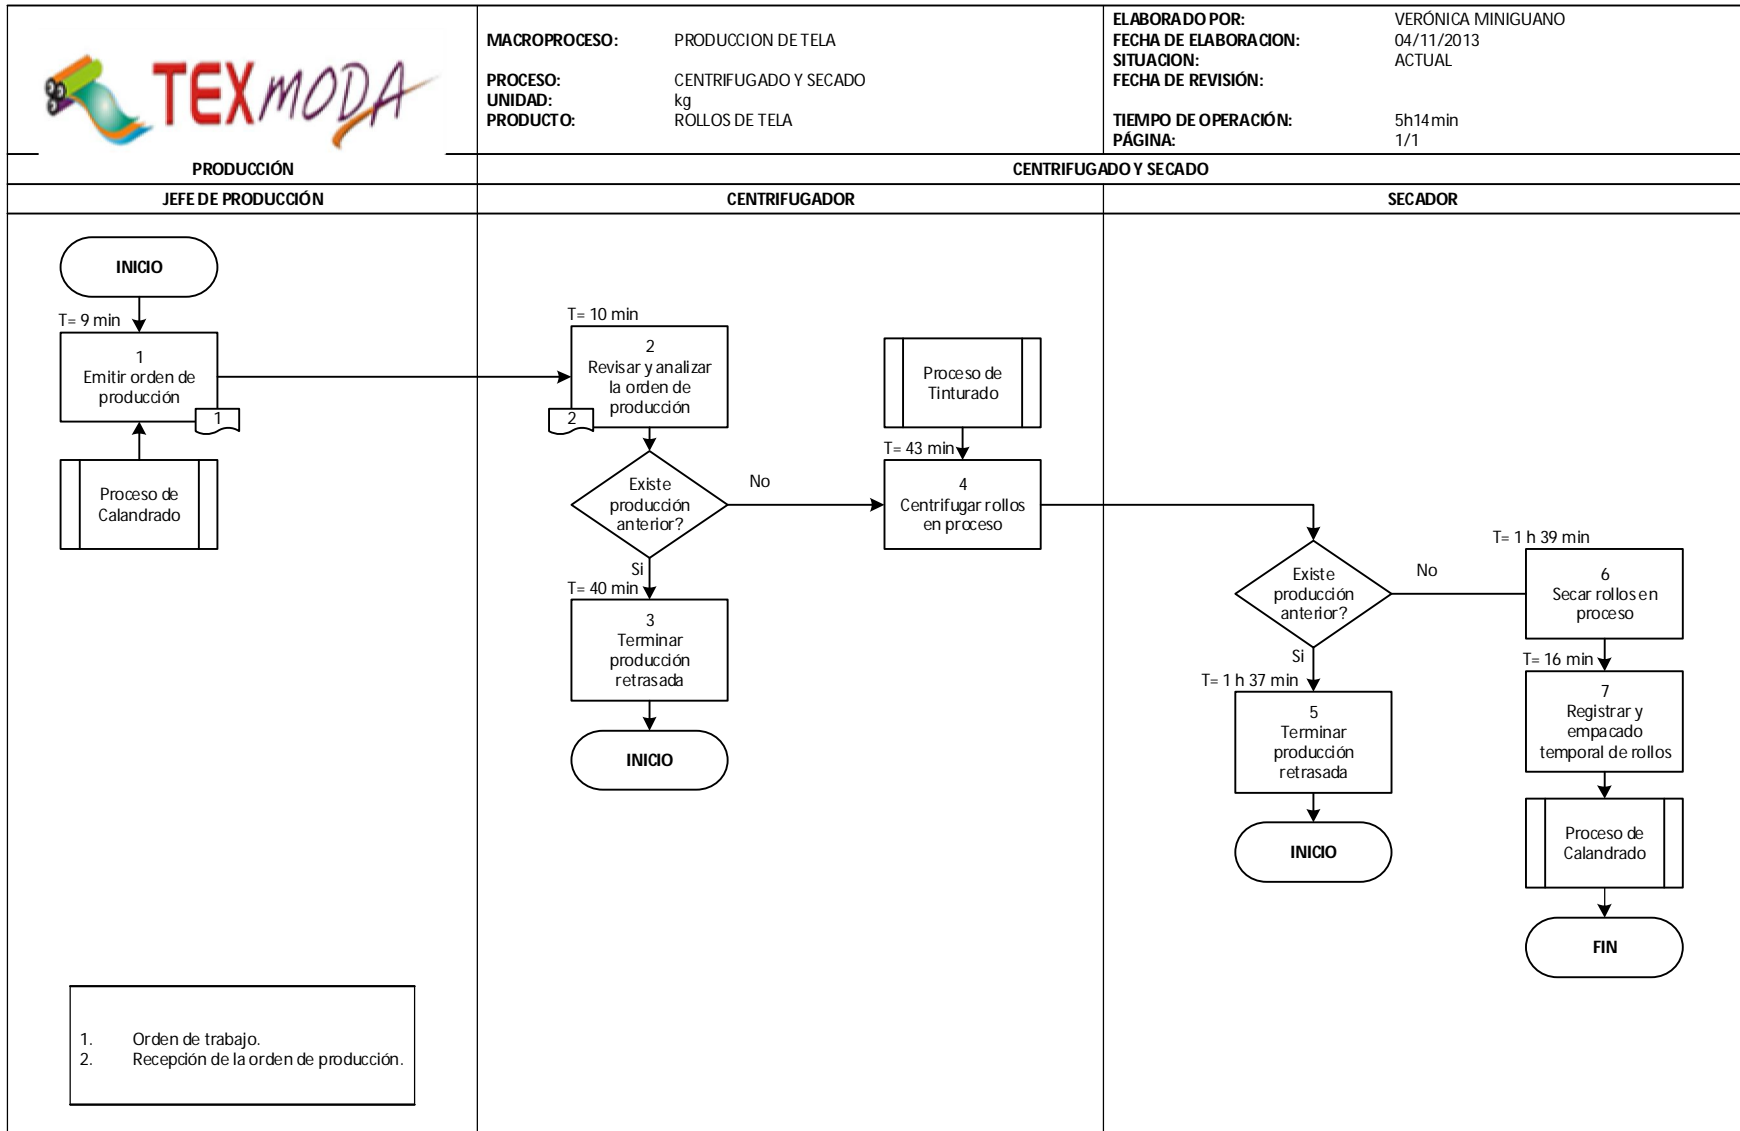 TEXMODA
MACROPROCESO: PRODUCCION DE TELA
PROCESO: CENTRIFUGADO Y SECADO
UNIDAD: kg
PRODUCTO: ROLLOS DE TELA
ELABORADO POR: VERÓNICA MINIGUANO
FECHA DE ELABORACION: 04/11/2013
SITUACION: ACTUAL
FECHA DE REVISIÓN:
TIEMPO DE OPERACIÓN: 5h14min
PÁGINA: 1/1
PRODUCCIÓN
CENTRIFUGADO Y SECADO
JEFE DE PRODUCCIÓN
CENTRIFUGADOR
SECADOR
INICIO
T= 9 min
1
Emitir orden de
producción
1
Proceso de
Calandrado
T= 10 min
2
Revisar y analizar
la orden de
producción
2
Existe
producción
anterior?
No
Si
T= 40 min
3
Terminar
producción
retrasada
INICIO
Proceso de
Tinturado
T= 43 min
4
Centrifugar rollos
en proceso
Existe
producción
anterior?
No
Si
T= 1 h 37 min
5
Terminar
producción
retrasada
INICIO
T= 1 h 39 min
6
Secar rollos en
proceso
T= 16 min
7
Registrar y
empacado
temporal de rollos
Proceso de
Calandrado
FIN
1. Orden de trabajo.
2. Recepción de la orden de producción.